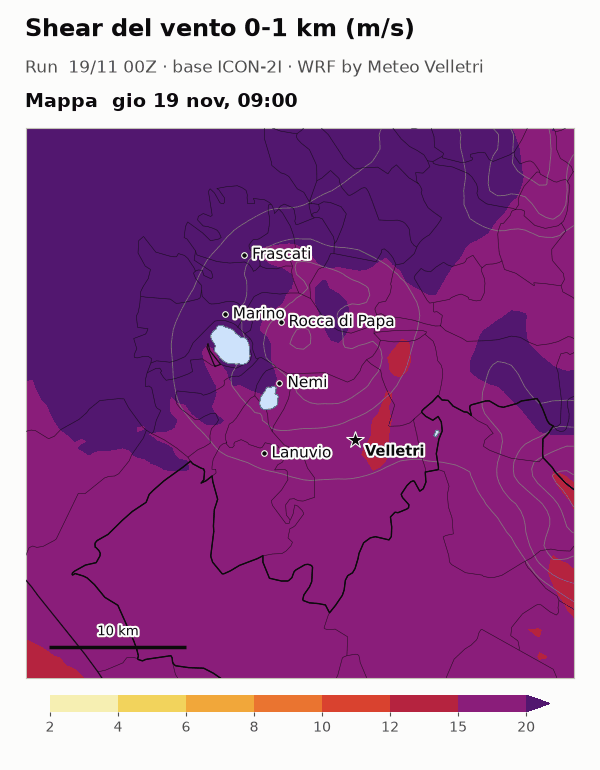 Shear del vento 0-1 km (m/s)
Run  19/11 00Z · base ICON-2I · WRF by Meteo Velletri
Mappa  gio 19 nov, 09:00
Frascati
Marino
Rocca di Papa
Nemi
Lanuvio
Velletri
10 km
2 4 6 8 10 12 15 20